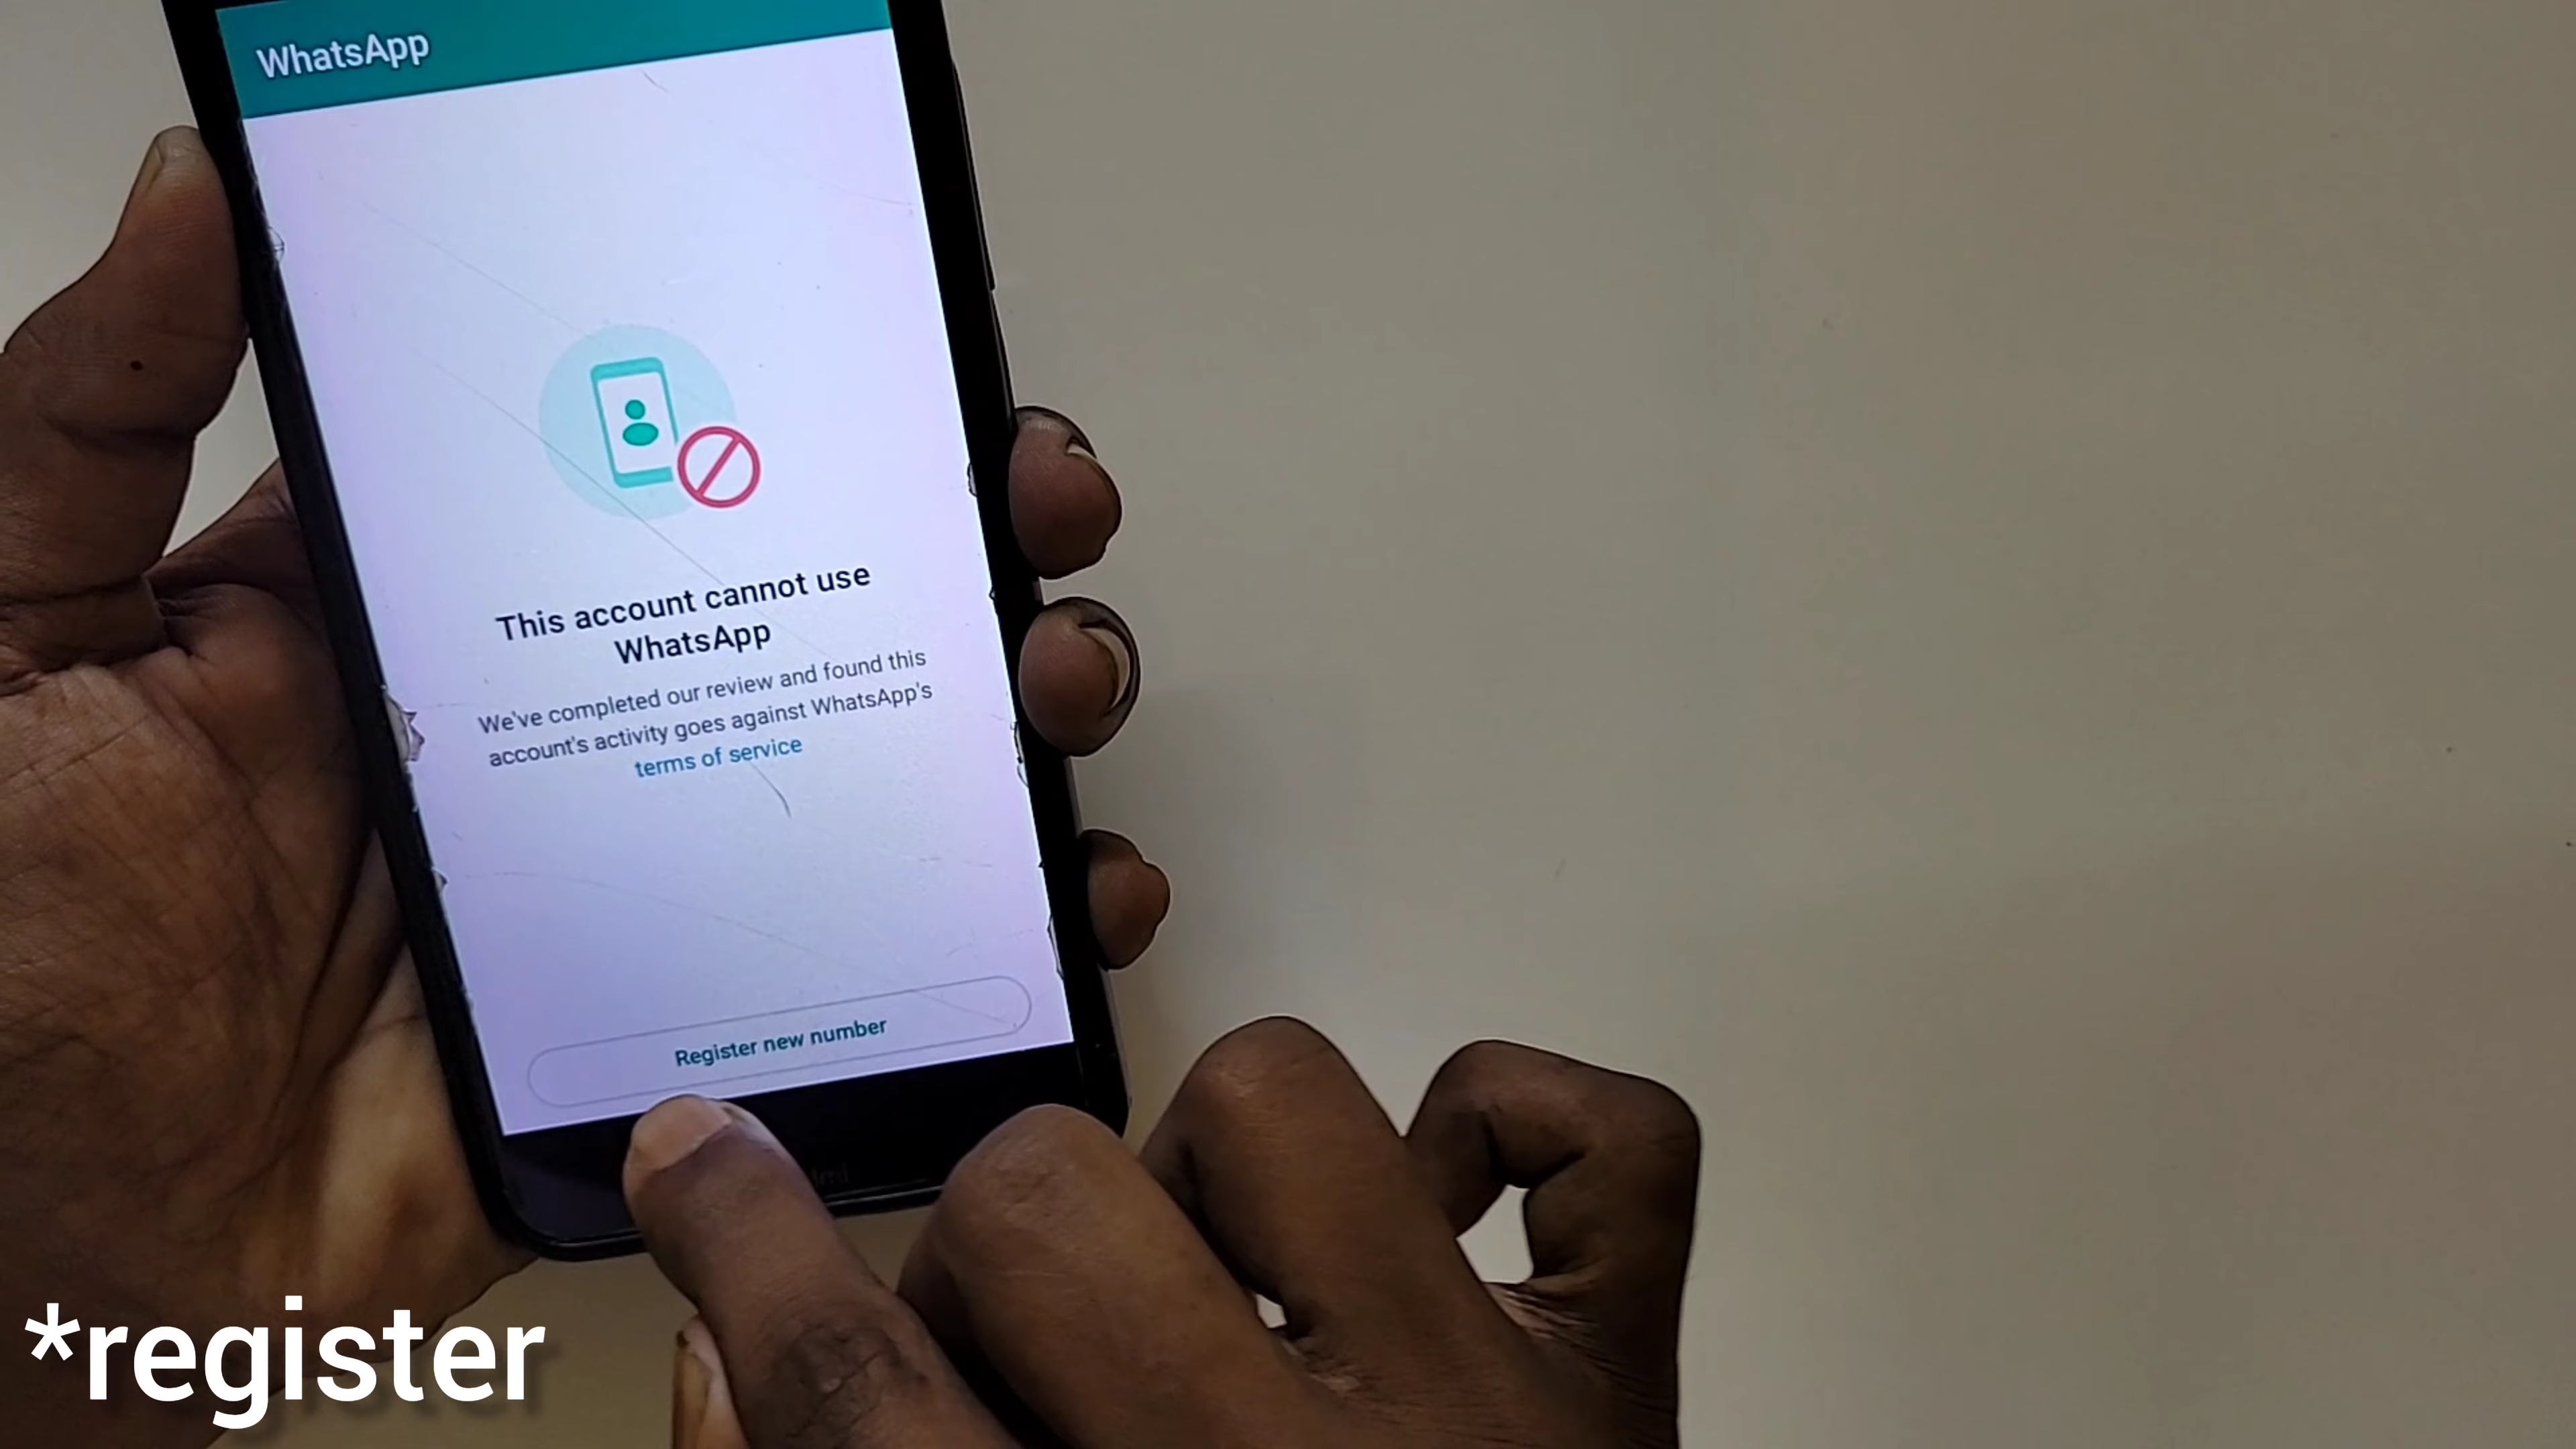 WhatsApp
This account cannot use
WhatsApp
We've completed our review and found this
account's activity goes against WhatsApp's
terms of service
Register new number
*register